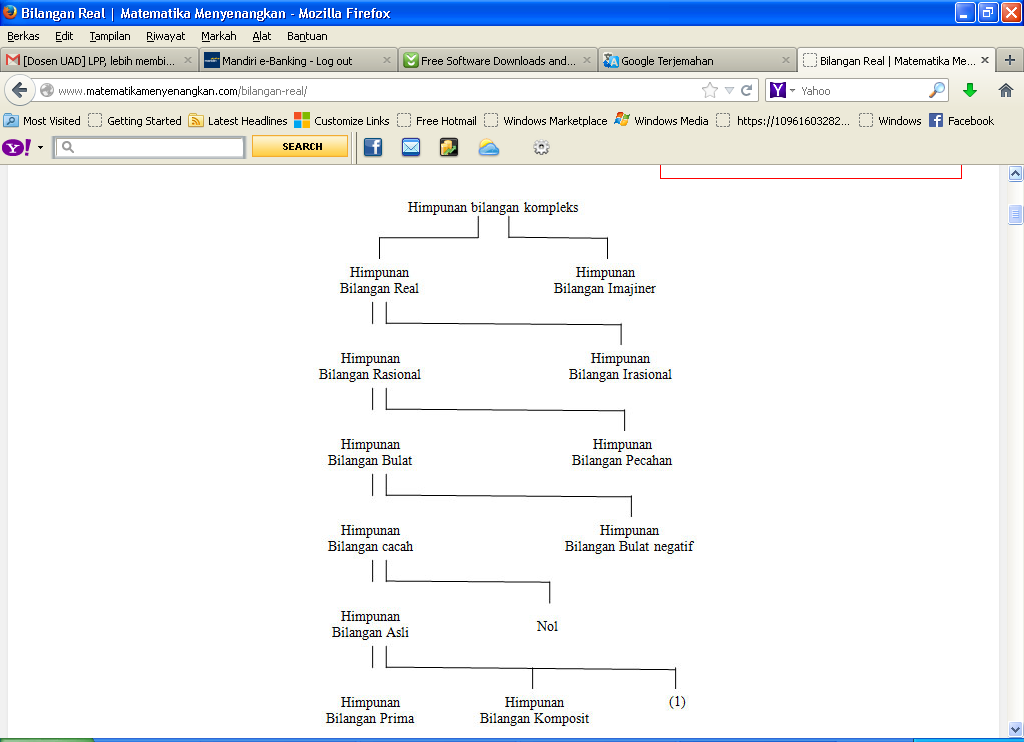 Bilangan Real | Matematika Menyenangkan - Mozilla Firefox
Berkas Edit Tampilan Riwayat Markah Alat Bantuan
[Dosen UAD] LPP, lebih membi... Mandiri e-Banking - Log out Free Software Downloads and... Google Terjemahan Bilangan Real | Matematika Me...
www.matematikamenyenangkan.com/bilangan-real/ Yahoo
Most Visited Getting Started Latest Headlines Customize Links Free Hotmail Windows Marketplace Windows Media https://10961603282... Windows Facebook
SEARCH
Himpunan bilangan kompleks
Himpunan
Bilangan Real
Himpunan
Bilangan Imajiner
Himpunan
Bilangan Rasional
Himpunan
Bilangan Irasional
Himpunan
Bilangan Bulat
Himpunan
Bilangan Pecahan
Himpunan
Bilangan cacah
Himpunan
Bilangan Bulat negatif
Himpunan
Bilangan Asli
Nol
Himpunan
Bilangan Prima
Himpunan
Bilangan Komposit
(1)